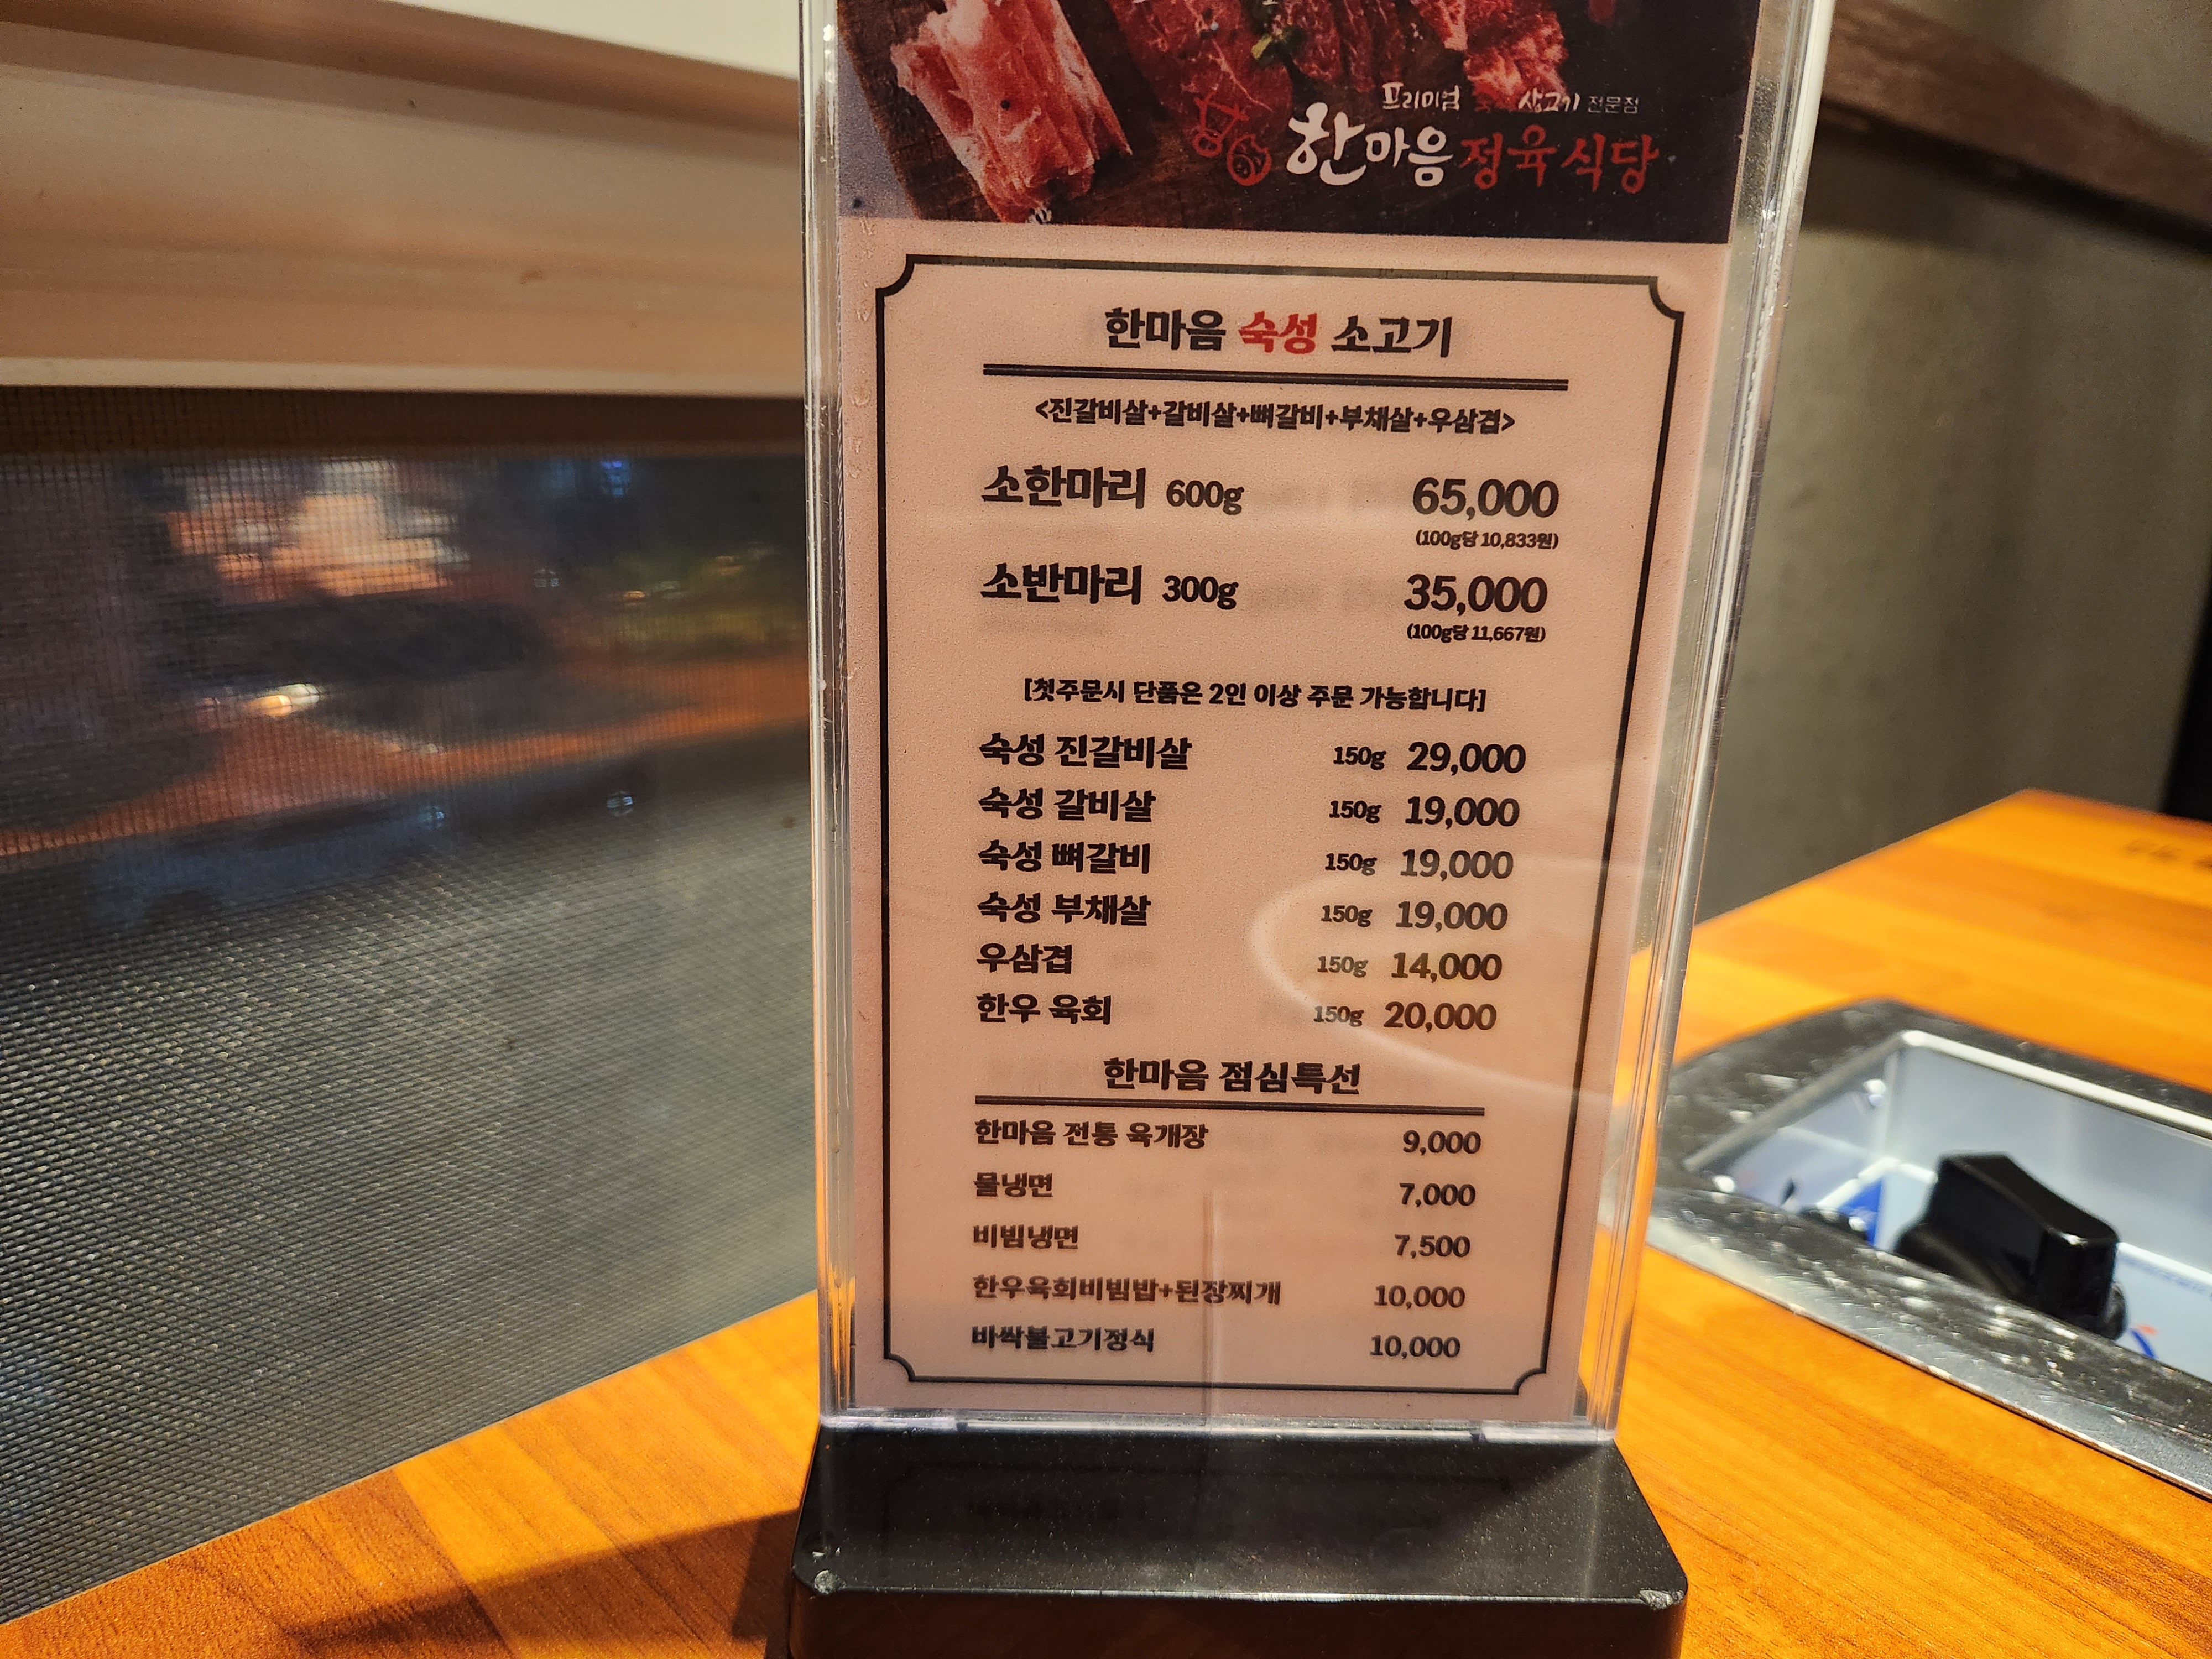 프리미엄 숙성 생고기 전문점
한마음정육식당
한마음 숙성 소고기
<진갈비살+갈비살+뼈갈비+부채살+우삼겹>
소한마리 600g 65,000
(100g당 10,833원)
소반마리 300g 35,000
(100g당 11,667원)
[첫주문시 단품은 2인 이상 주문 가능합니다]
숙성 진갈비살 150g 29,000
숙성 갈비살 150g 19,000
숙성 뼈갈비 150g 19,000
숙성 부채살 150g 19,000
우삼겹 150g 14,000
한우 육회 150g 20,000
한마음 점심특선
한마음 전통 육개장 9,000
물냉면 7,000
비빔냉면 7,500
한우육회비빔밥+된장찌개 10,000
바싹불고기정식 10,000